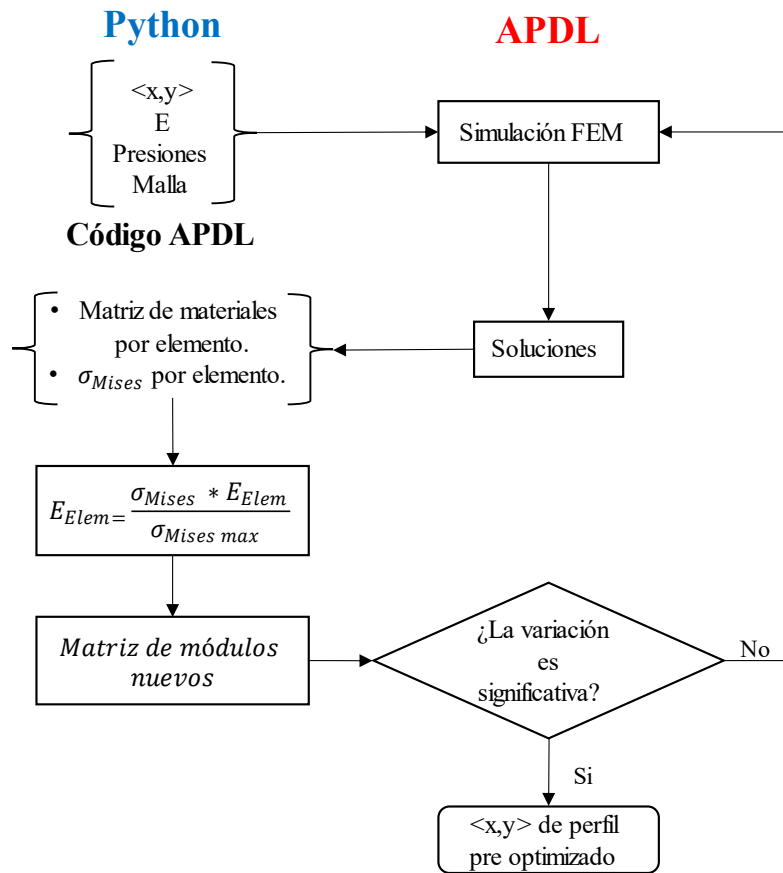 Python
APDL
<x,y>
E
Presiones
Malla
Código APDL
Simulación FEM
• Matriz de materiales
por elemento.
• σ_Mises por elemento.
Soluciones
E_Elem= σ_Mises * E_Elem
σ_Mises max
Matriz de módulos
nuevos
¿La variación
es
significativa?
No
Si
<x,y> de perfil
pre optimizado